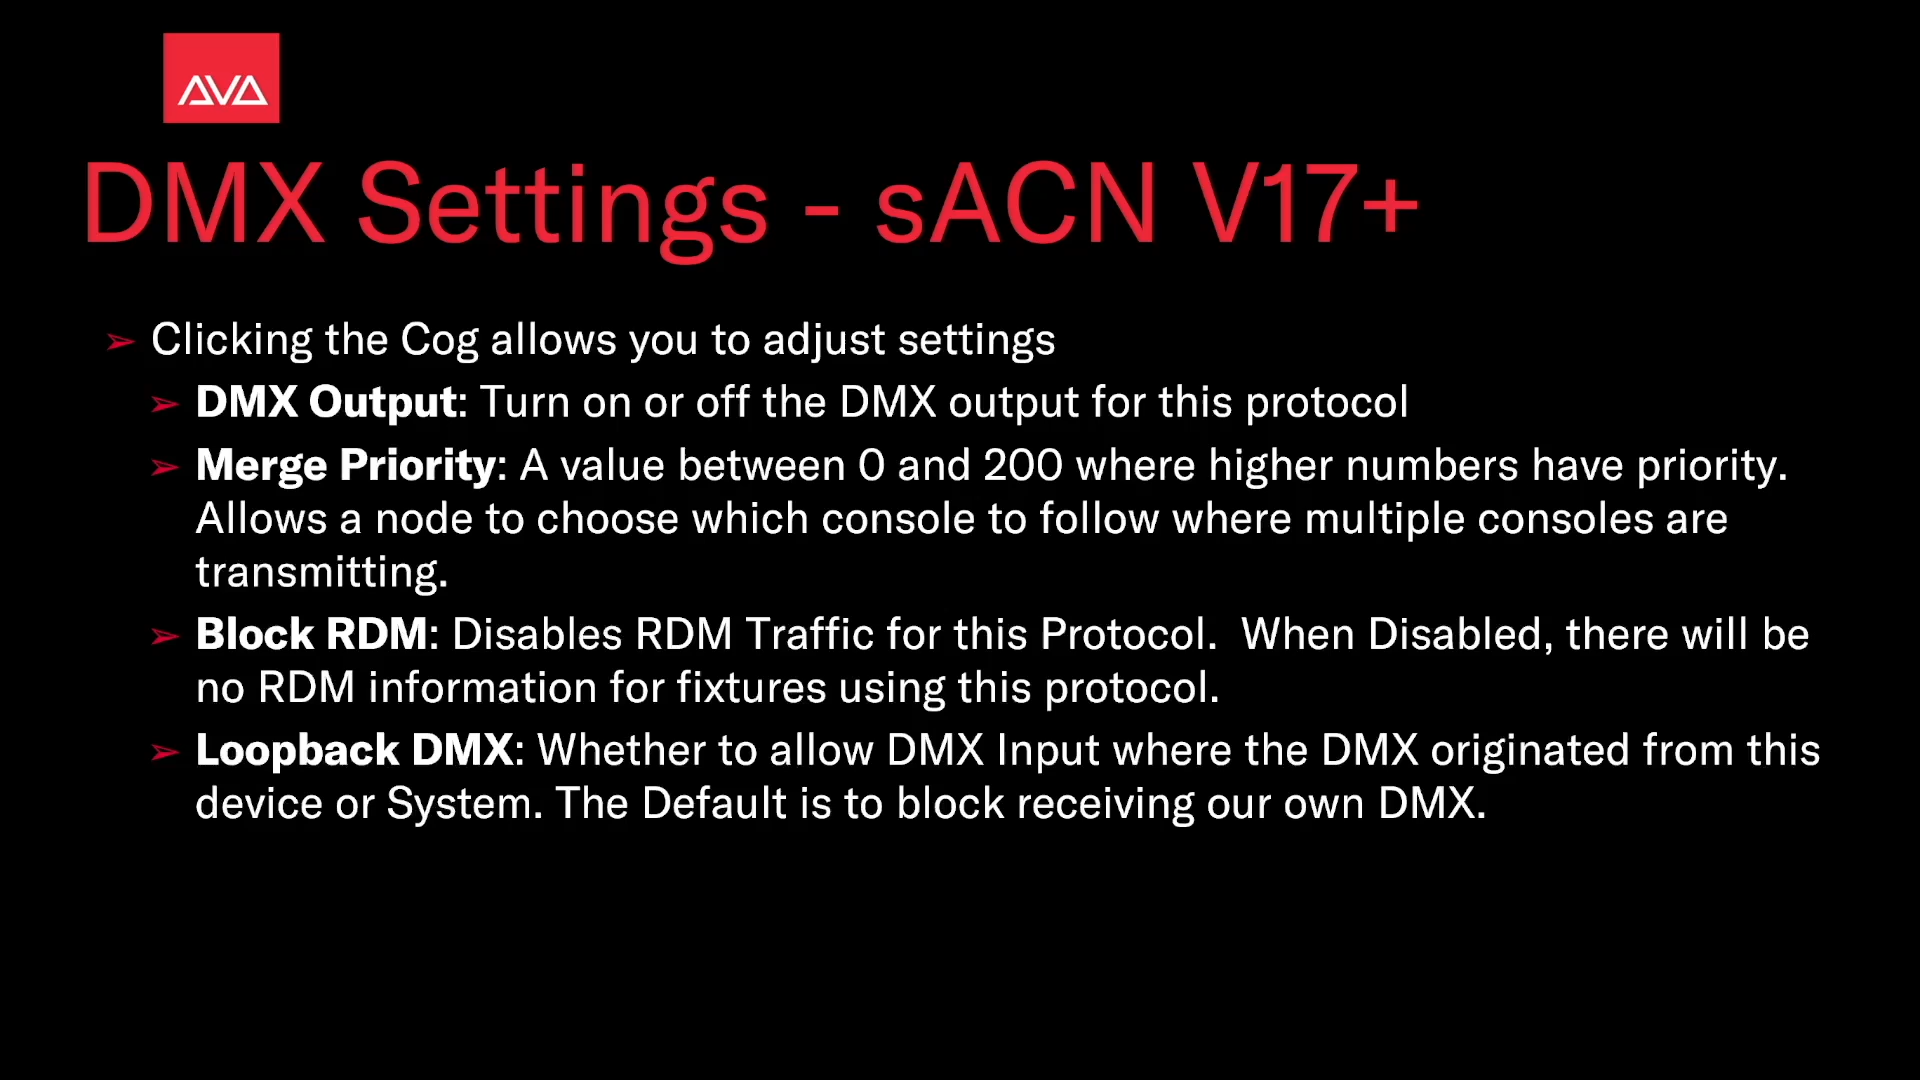 AVA
DMX Settings - sACN V17+
➢ Clicking the Cog allows you to adjust settings
➢ DMX Output: Turn on or off the DMX output for this protocol
➢ Merge Priority: A value between 0 and 200 where higher numbers have priority.
Allows a node to choose which console to follow where multiple consoles are
transmitting.
➢ Block RDM: Disables RDM Traffic for this Protocol.  When Disabled, there will be
no RDM information for fixtures using this protocol.
➢ Loopback DMX: Whether to allow DMX Input where the DMX originated from this
device or System. The Default is to block receiving our own DMX.